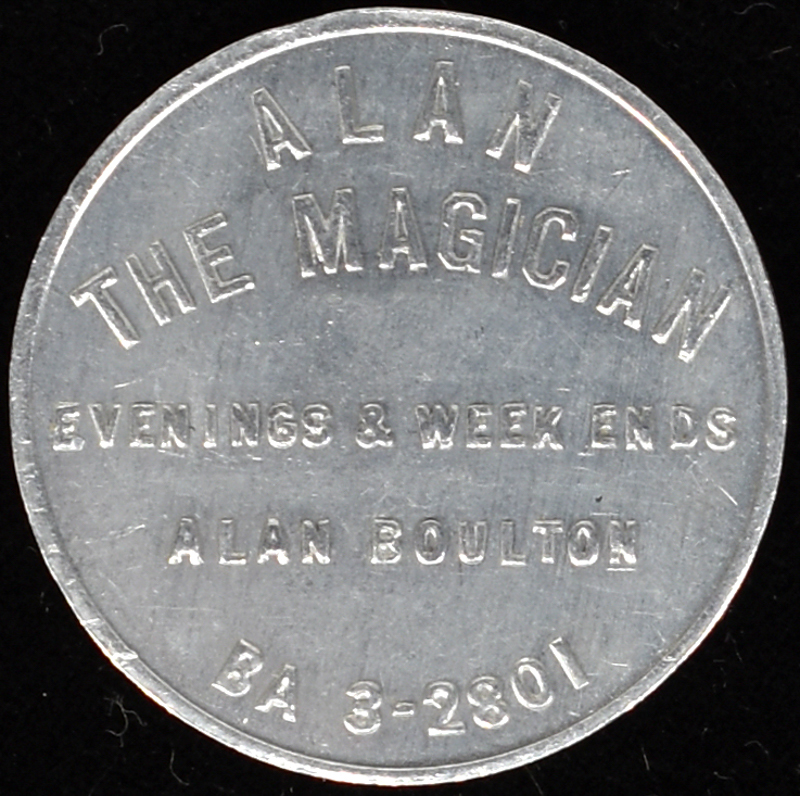 ALAN
THE MAGICIAN
EVENINGS & WEEK ENDS
ALAN BOULTON
BA 3-2801